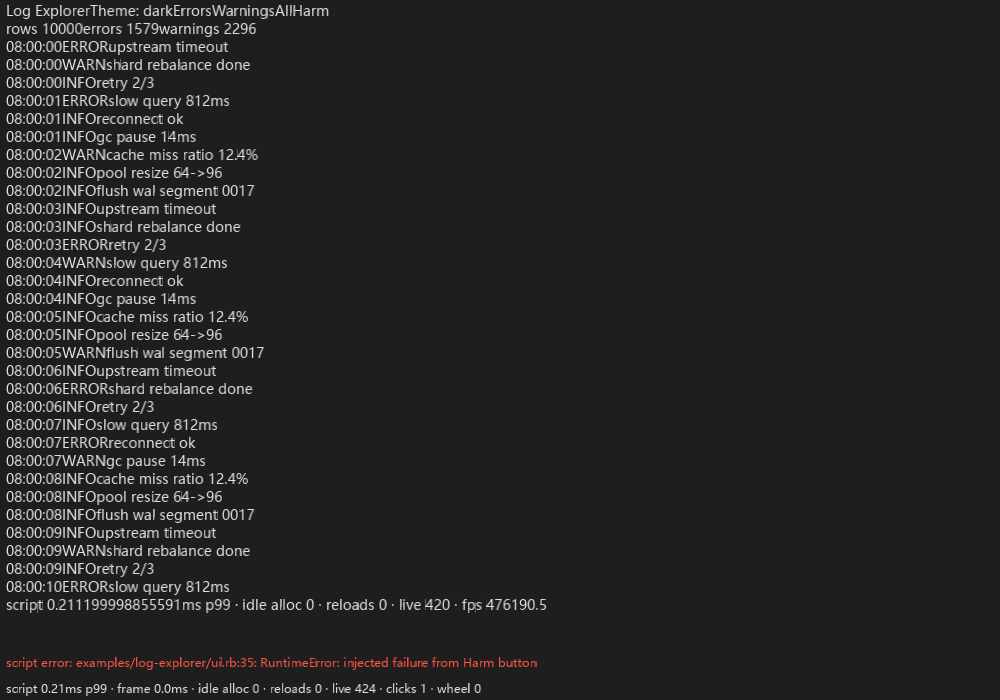 Log ExplorerTheme: darkErrorsWarningsAllHarm
rows 10000errors 1579warnings 2296
08:00:00ERRORupstream timeout
08:00:00WARNshard rebalance done
08:00:00INFOretry 2/3
08:00:01ERRORslow query 812ms
08:00:01INFOreconnect ok
08:00:01INFOgc pause 14ms
08:00:02WARNcache miss ratio 12.4%
08:00:02INFOpool resize 64->96
08:00:02INFOflush wal segment 0017
08:00:03INFOupstream timeout
08:00:03INFOshard rebalance done
08:00:03ERRORretry 2/3
08:00:04WARNslow query 812ms
08:00:04INFOreconnect ok
08:00:04INFOgc pause 14ms
08:00:05INFOcache miss ratio 12.4%
08:00:05INFOpool resize 64->96
08:00:05WARNflush wal segment 0017
08:00:06INFOupstream timeout
08:00:06ERRORshard rebalance done
08:00:06INFOretry 2/3
08:00:07INFOslow query 812ms
08:00:07ERRORreconnect ok
08:00:07WARNgc pause 14ms
08:00:08INFOcache miss ratio 12.4%
08:00:08INFOpool resize 64->96
08:00:08INFOflush wal segment 0017
08:00:09INFOupstream timeout
08:00:09WARNshard rebalance done
08:00:09INFOretry 2/3
08:00:10ERRORslow query 812ms
script 0.211199998855591ms p99 · idle alloc 0 · reloads 0 · live 420 · fps 476190.5
script error: examples/log-explorer/ui.rb:35: RuntimeError: injected failure from Harm button
script 0.21ms p99 · frame 0.0ms · idle alloc 0 · reloads 0 · live 424 · clicks 1 · wheel 0